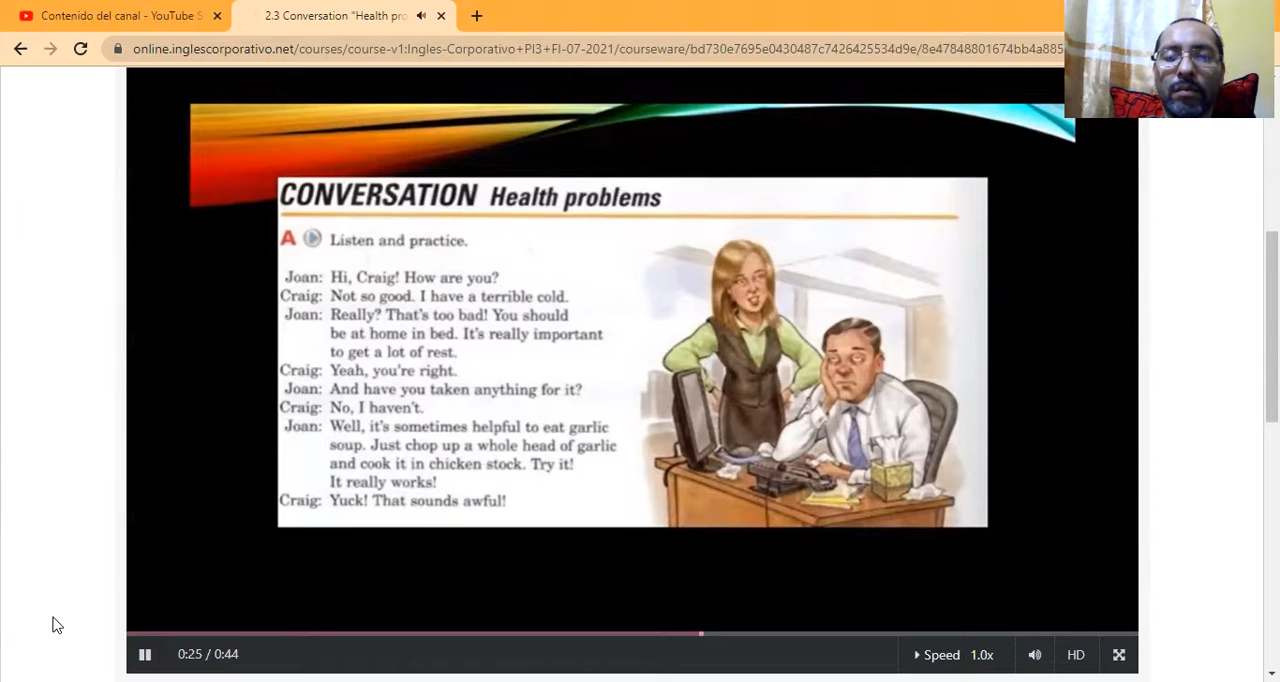 Contenido del canal - YouTube S
2.3 Conversation "Health pro
online.inglescorporativo.net/courses/course-v1:Ingles-Corporativo+PI3+FI-07-2021/courseware/bd730e7695e0430487c7426425534d9e/8e47848801674bb4a885
CONVERSATION Health problems
A Listen and practice.
Joan: Hi, Craig! How are you?
Craig: Not so good. I have a terrible cold.
Joan: Really? That's too bad! You should
be at home in bed. It's really important
to get a lot of rest.
Craig: Yeah, you're right.
Joan: And have you taken anything for it?
Craig: No, I haven't.
Joan: Well, it's sometimes helpful to eat garlic
soup. Just chop up a whole head of garlic
and cook it in chicken stock. Try it!
It really works!
Craig: Yuck! That sounds awful!
0:25 / 0:44
Speed 1.0x
HD